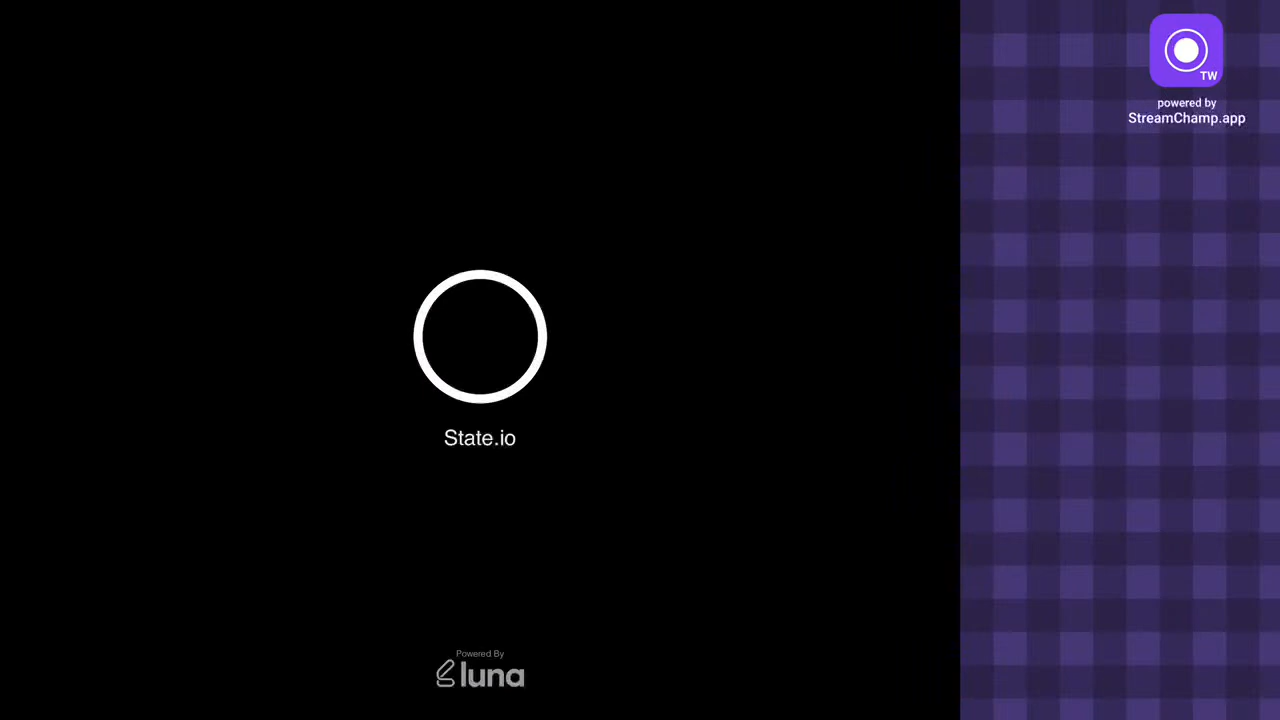 State.io
Powered By
luna
TW
powered by
StreamChamp.app